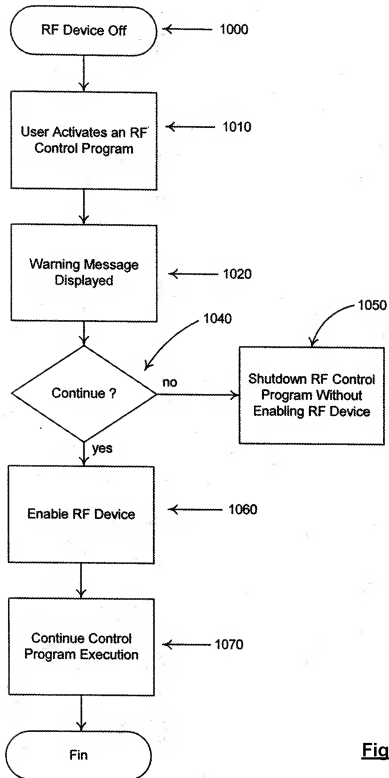 RF Device Off
1000
User Activates an RF
Control Program
1010
Warning Message
Displayed
1020
1040
Continue ?
no
yes
1050
Shutdown RF Control
Program Without
Enabling RF Device
Enable RF Device
1060
Continue Control
Program Execution
1070
Fin
Fig